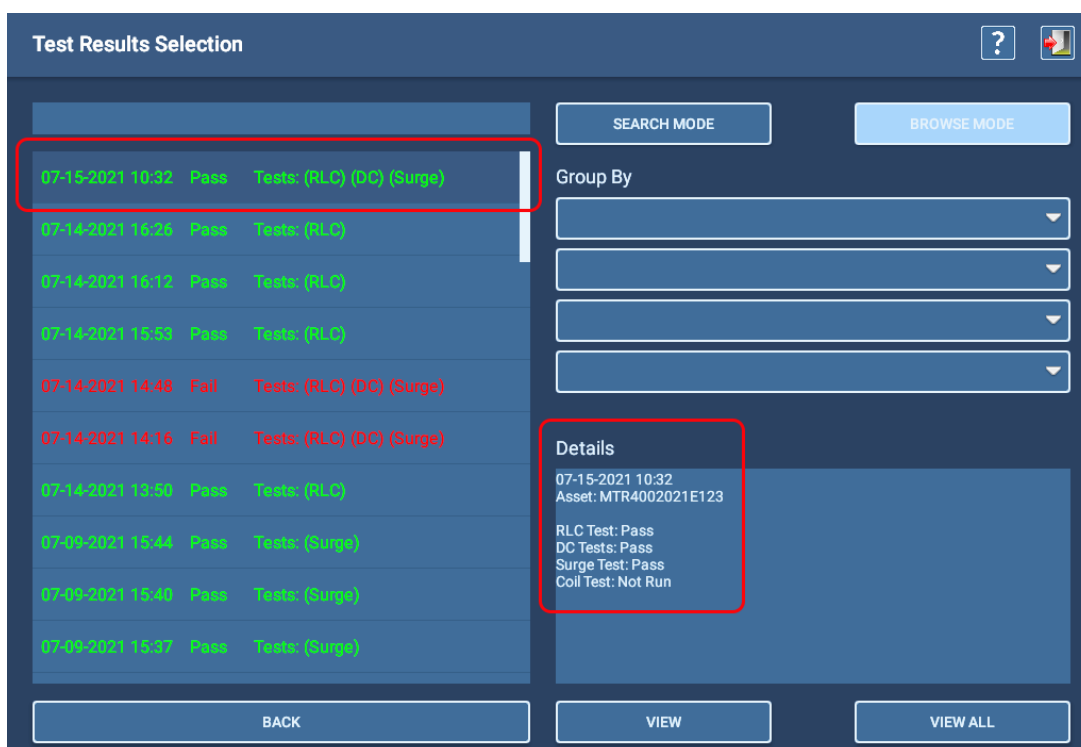 Test Results Selection
?
SEARCH MODE
BROWSE MODE
07-15-2021 10:32 Pass Tests: (RLC) (DC) (Surge)
07-14-2021 16:26 Pass Tests: (RLC)
07-14-2021 16:12 Pass Tests: (RLC)
07-14-2021 15:53 Pass Tests: (RLC)
07-14-2021 14:48 Fail Tests: (RLC) (DC) (Surge)
07-14-2021 14:16 Fail Tests: (RLC) (DC) (Surge)
07-14-2021 13:50 Pass Tests: (RLC)
07-09-2021 15:44 Pass Tests: (Surge)
07-09-2021 15:40 Pass Tests: (Surge)
07-09-2021 15:37 Pass Tests: (Surge)
Group By
Details
07-15-2021 10:32
Asset: MTR4002021E123
RLC Test: Pass
DC Tests: Pass
Surge Test: Pass
Coil Test: Not Run
BACK
VIEW
VIEW ALL